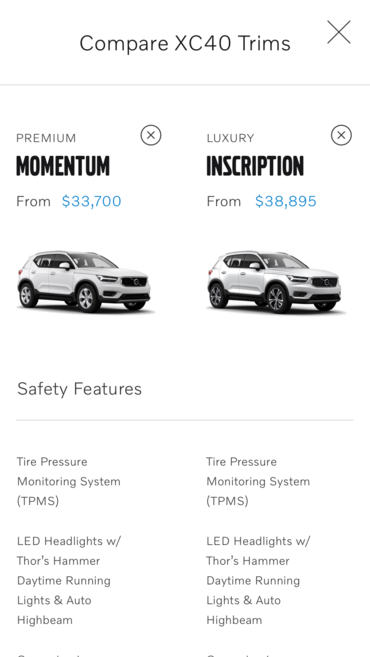 Compare XC40 Trims
PREMIUM
MOMENTUM
From $33,700
LUXURY
INSCRIPTION
From $38,895
Safety Features
Tire Pressure
Monitoring System
(TPMS)
LED Headlights w/
Thor's Hammer
Daytime Running
Lights & Auto
Highbeam
Tire Pressure
Monitoring System
(TPMS)
LED Headlights w/
Thor's Hammer
Daytime Running
Lights & Auto
Highbeam